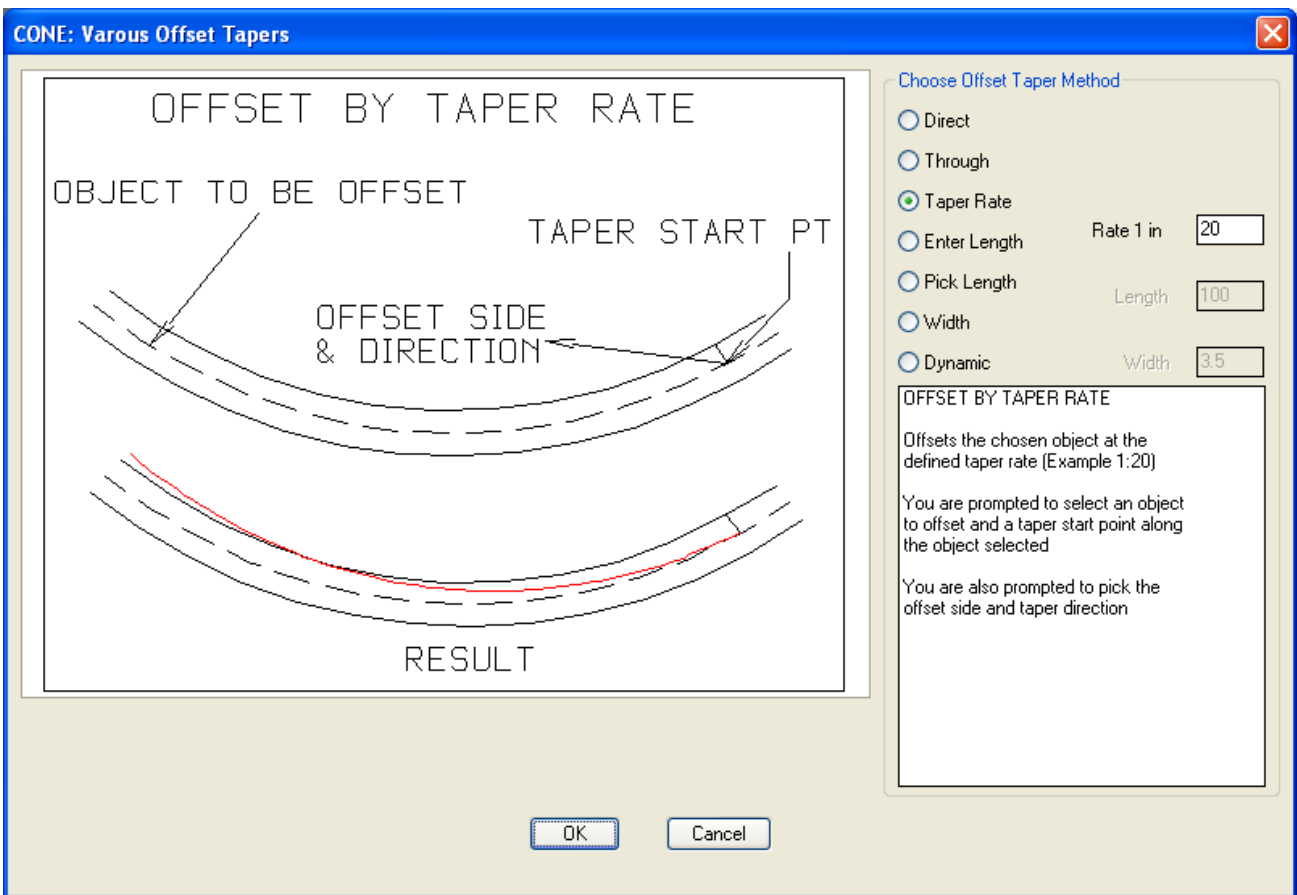 CONE: Varous Offset Tapers
OFFSET BY TAPER RATE
OBJECT TO BE OFFSET
TAPER START PT
OFFSET SIDE
& DIRECTION
RESULT
Choose Offset Taper Method
Direct
Through
Taper Rate
Enter Length
Rate 1 in
20
Pick Length
Length
100
Width
Dynamic
Width
3.5
OFFSET BY TAPER RATE
Offsets the chosen object at the
defined taper rate (Example 1:20)
You are prompted to select an object
to offset and a taper start point along
the object selected
You are also prompted to pick the
offset side and taper direction
OK
Cancel